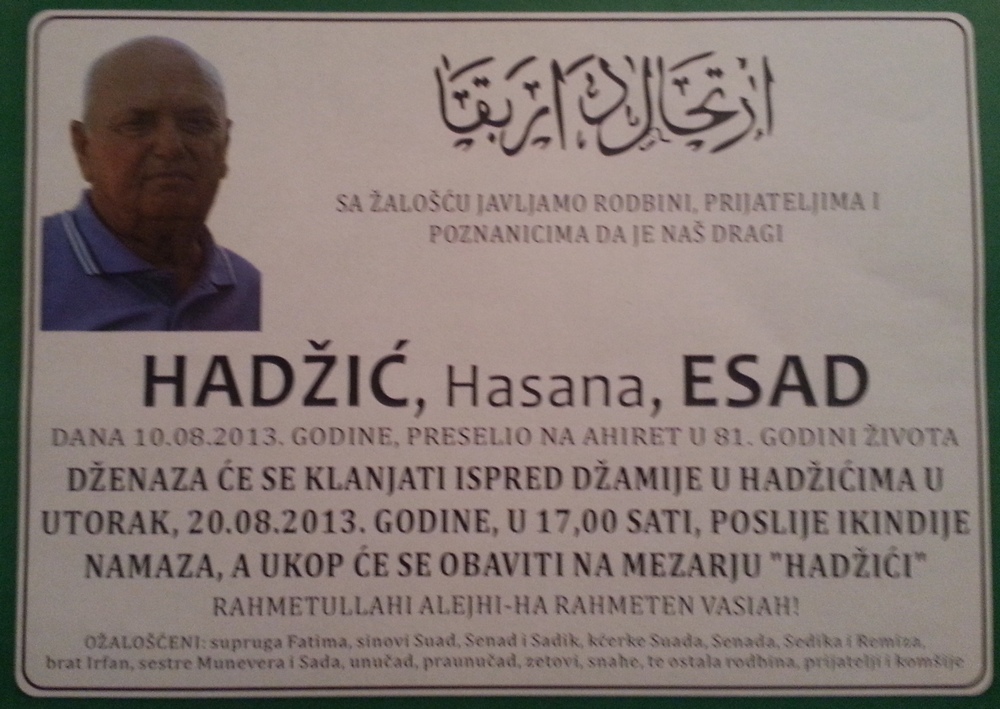 ارتحال دار بقا
SA ŽALOŠĆU JAVLJAMO RODBINI, PRIJATELJIMA I
POZNANICIMA DA JE NAŠ DRAGI
HADŽIĆ, Hasana, ESAD
DANA 10.08.2013. GODINE, PRESELIO NA AHIRET U 81. GODINI ŽIVOTA
DŽENAZA ĆE SE KLANJATI ISPRED DŽAMIJE U HADŽIĆIMA U
UTORAK, 20.08.2013. GODINE, U 17,00 SATI, POSLIJE IKINDIJE
NAMAZA, A UKOP ĆE SE OBAVITI NA MEZARJU "HADŽIĆI"
RAHMETULLAHI ALEJHI-HA RAHMETEN VASIAH!
OŽALOŠĆENI: supruga Fatima, sinovi Suad, Senad i Sadik, kćerke Suada, Senada, Sedika i Remiza,
brat Irfan, sestre Munevera i Sada, unučad, praunučad, zetovi, snahe, te ostala rodbina, prijatelji i komšije